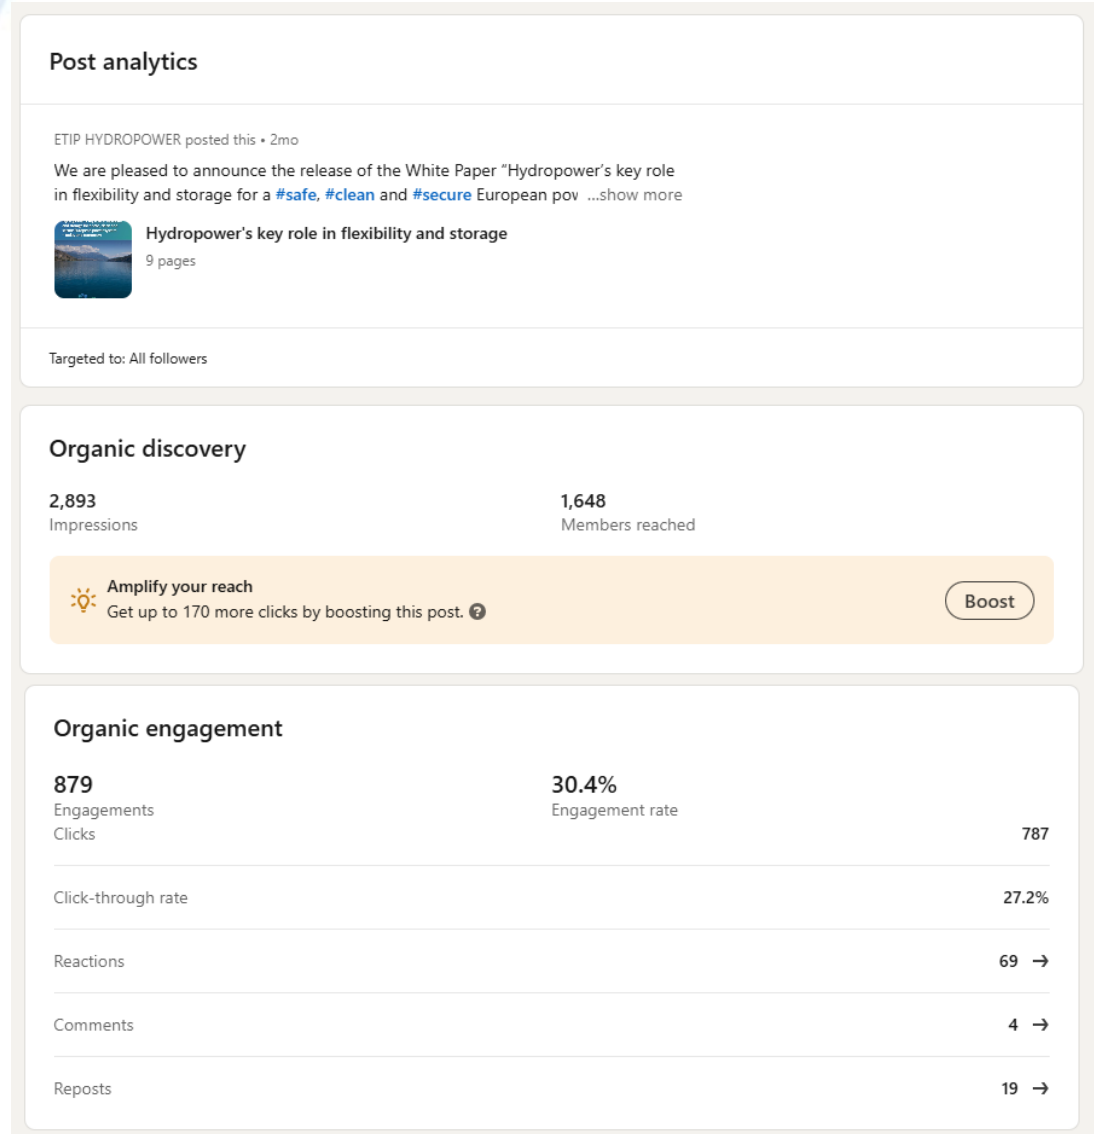 Post analytics
ETIP HYDROPOWER posted this • 2mo
We are pleased to announce the release of the White Paper “Hydropower’s key role
in flexibility and storage for a #safe, #clean and #secure European pov ...show more
Hydropower's key role in flexibility and storage
9 pages
Targeted to: All followers
Organic discovery
2,893
Impressions
1,648
Members reached
Amplify your reach
Get up to 170 more clicks by boosting this post. ?
Boost
Organic engagement
879
Engagements
30.4%
Engagement rate
Clicks 787
Click-through rate 27.2%
Reactions 69 →
Comments 4 →
Reposts 19 →